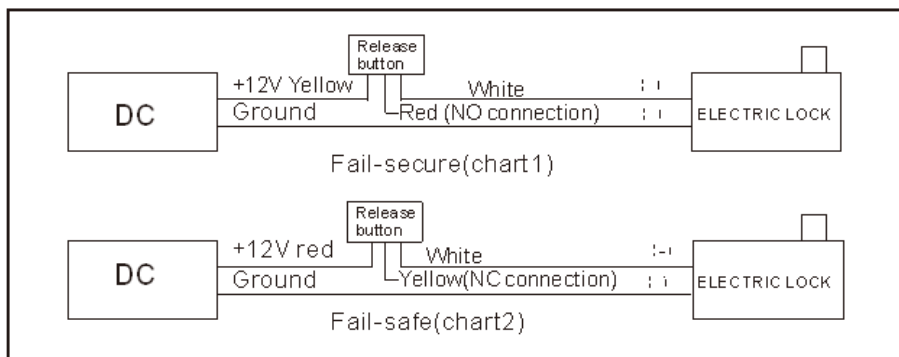 Release
button
+12V Yellow
White
DC
Ground
Red (NO connection)
ELECTRIC LOCK
Fail-secure(chart1)
Release
button
+12V red
White
DC
Ground
Yellow(NC connection)
ELECTRIC LOCK
Fail-safe(chart2)